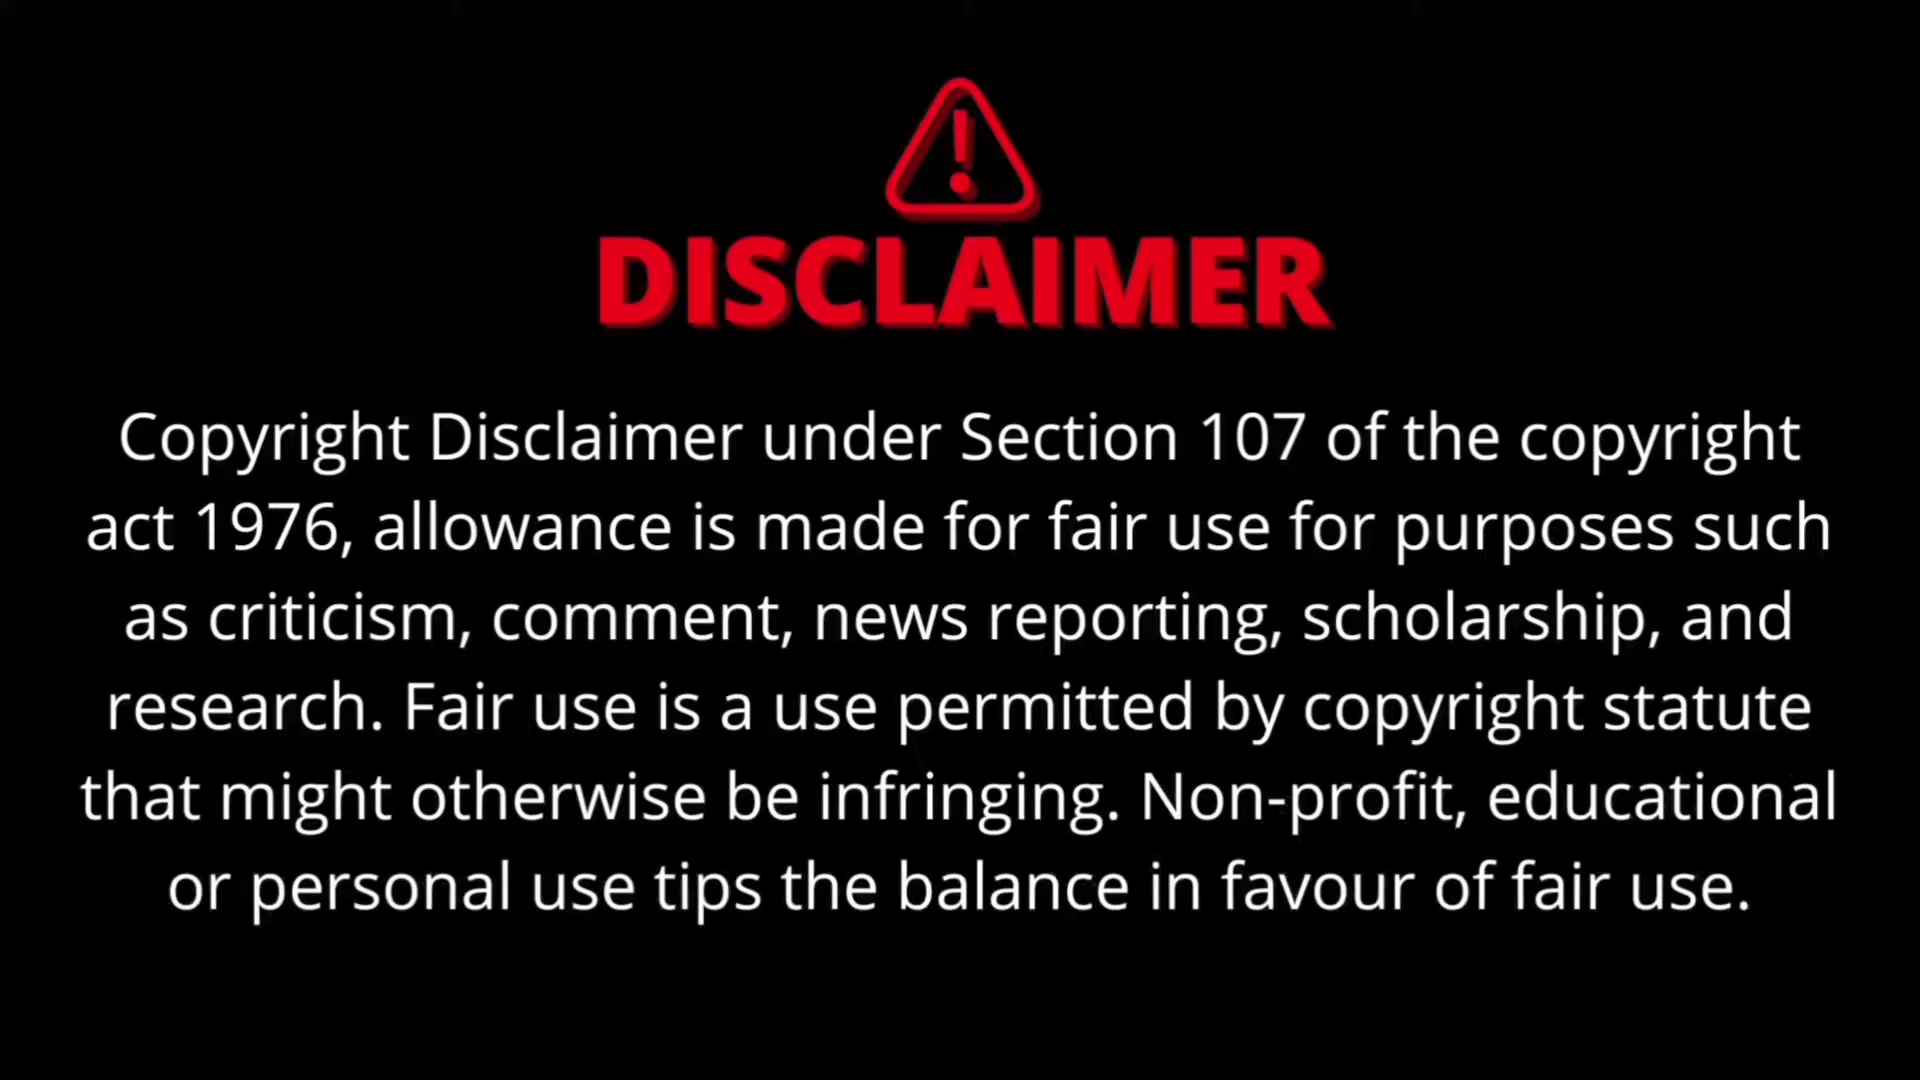 DISCLAIMER
Copyright Disclaimer under Section 107 of the copyright
act 1976, allowance is made for fair use for purposes such
as criticism, comment, news reporting, scholarship, and
research. Fair use is a use permitted by copyright statute
that might otherwise be infringing. Non-profit, educational
or personal use tips the balance in favour of fair use.